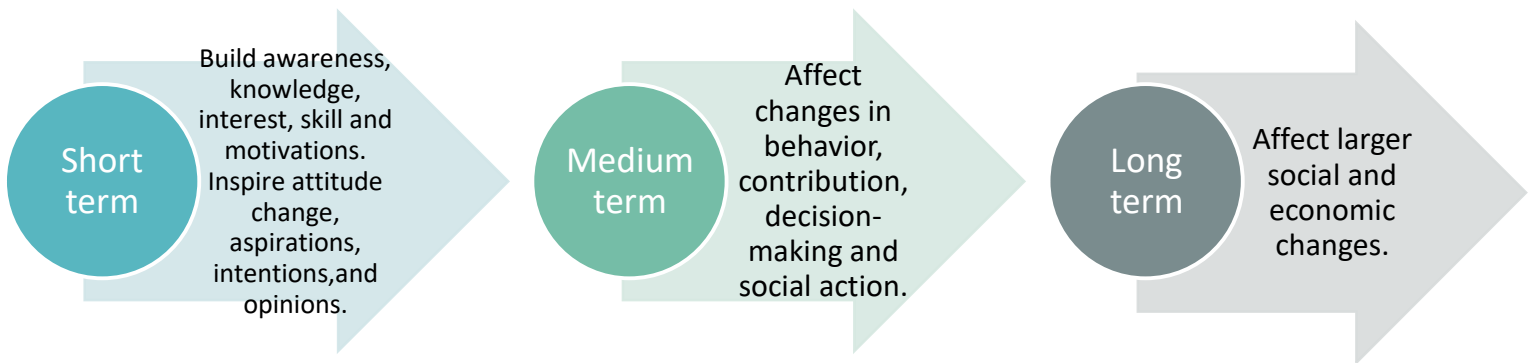 Short
term
Build awareness,
knowledge,
interest, skill and
motivations.
Inspire attitude
change,
aspirations,
intentions,and
opinions.
Medium
term
Affect
changes in
behavior,
contribution,
decision-
making and
social action.
Long
term
Affect larger
social and
economic
changes.